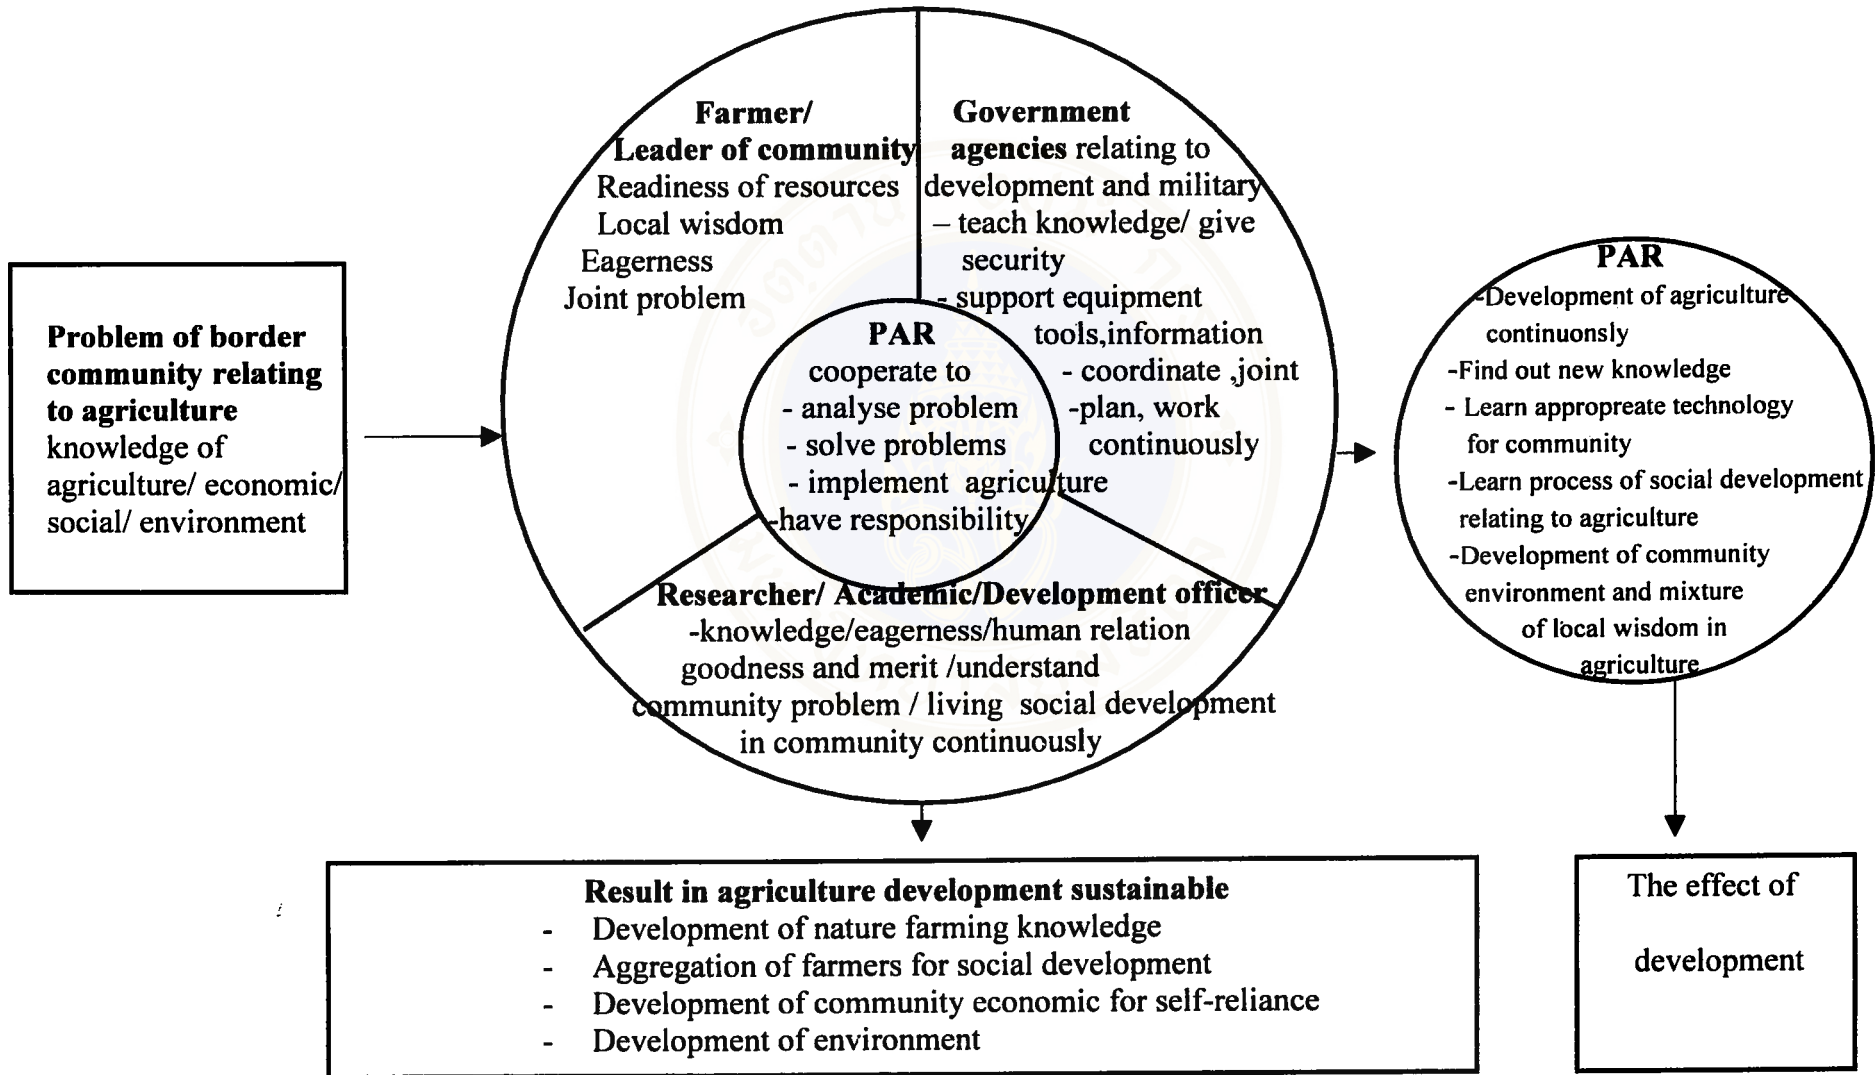 Problem of border
community relating
to agriculture
knowledge of
agriculture/ economic/
social/ environment
Farmer/
Leader of community
Readiness of resources
Local wisdom
Eagerness
Joint problem
Government
agencies relating to
development and military
– teach knowledge/ give
security
- support equipment
tools,information
- coordinate ,joint
-plan, work
continuously
PAR
cooperate to
- analyse problem
- solve problems
- implement agriculture
-have responsibility
Researcher/ Academic/Development officer
-knowledge/eagerness/human relation
goodness and merit /understand
community problem / living social development
in community continuously
PAR
-Development of agriculture
continuonsly
-Find out new knowledge
- Learn appropreate technology
for community
-Learn process of social development
relating to agriculture
-Development of community
environment and mixture
of local wisdom in
agriculture
Result in agriculture development sustainable
- Development of nature farming knowledge
- Aggregation of farmers for social development
- Development of community economic for self-reliance
- Development of environment
The effect of
development